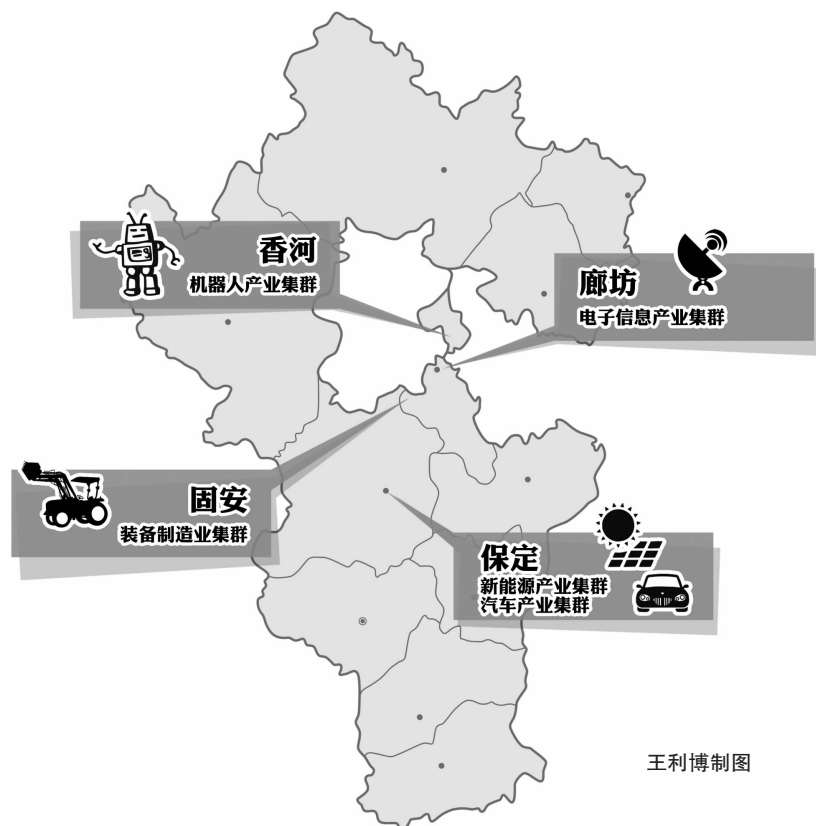 香河
机器人产业集群
廊坊
电子信息产业集群
固安
装备制造业集群
保定
新能源产业集群
汽车产业集群
王利博制图